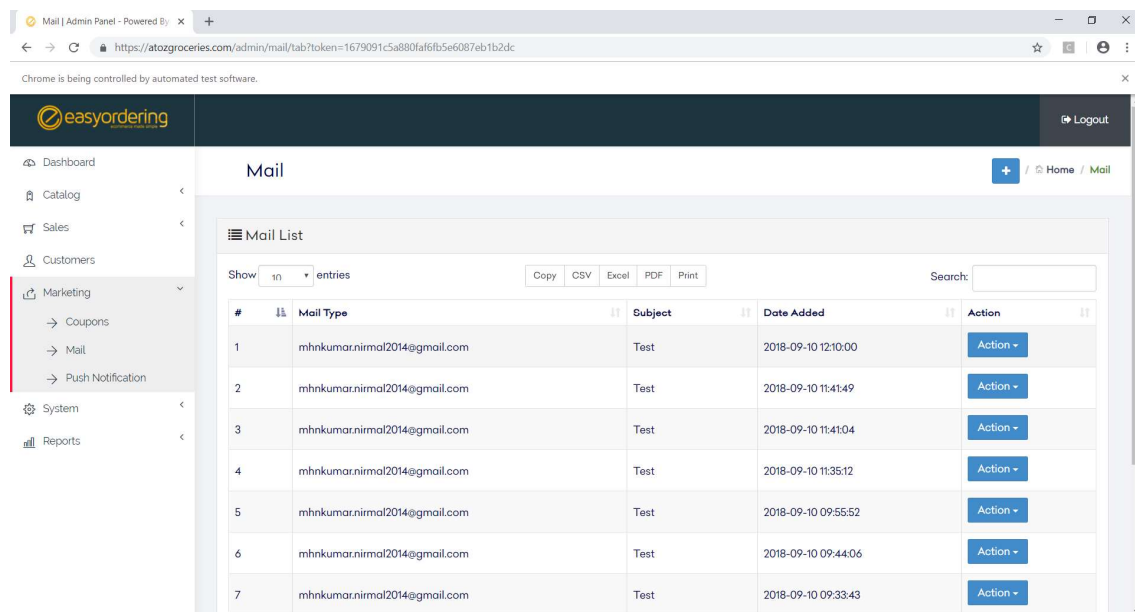 Mail | Admin Panel - Powered By
https://atozgroceries.com/admin/mail/tab?token=1679091c5a880faf6fb5e6087eb1b2dc
Chrome is being controlled by automated test software.
easyordering
Logout
Dashboard
Catalog
Sales
Customers
Marketing
Coupons
Mail
Push Notification
System
Reports
Mail
+ / Home / Mail
Mail List
Show 10 entries
Copy CSV Excel PDF Print
Search:
# Mail Type Subject Date Added Action
1 mhnkumar.nirmal2014@gmail.com Test 2018-09-10 12:10:00 Action
2 mhnkumar.nirmal2014@gmail.com Test 2018-09-10 11:41:49 Action
3 mhnkumar.nirmal2014@gmail.com Test 2018-09-10 11:41:04 Action
4 mhnkumar.nirmal2014@gmail.com Test 2018-09-10 11:35:12 Action
5 mhnkumar.nirmal2014@gmail.com Test 2018-09-10 09:55:52 Action
6 mhnkumar.nirmal2014@gmail.com Test 2018-09-10 09:44:06 Action
7 mhnkumar.nirmal2014@gmail.com Test 2018-09-10 09:33:43 Action